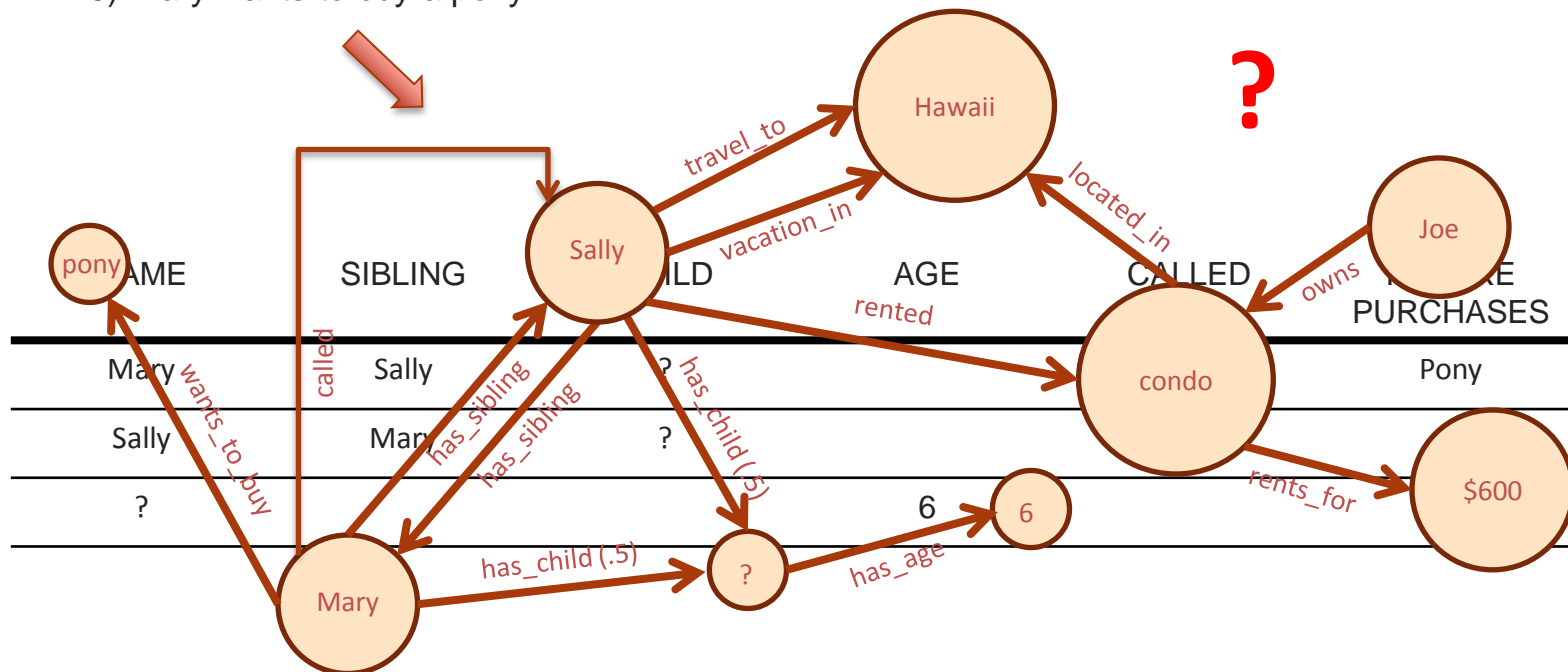 Hawaii
?
travel_to
located_in
vacation_in
Sally
Joe
pony
AME
SIBLING
ILD
AGE
CALLED
owns
PURCHASES
rented
called
Mary
Sally
?
Pony
has_sibling
has_child (.5)
condo
wants_to_buy
has_sibling
Sally
Mary
?
rents_for
$600
?
6
6
has_child (.5)
?
has_age
Mary